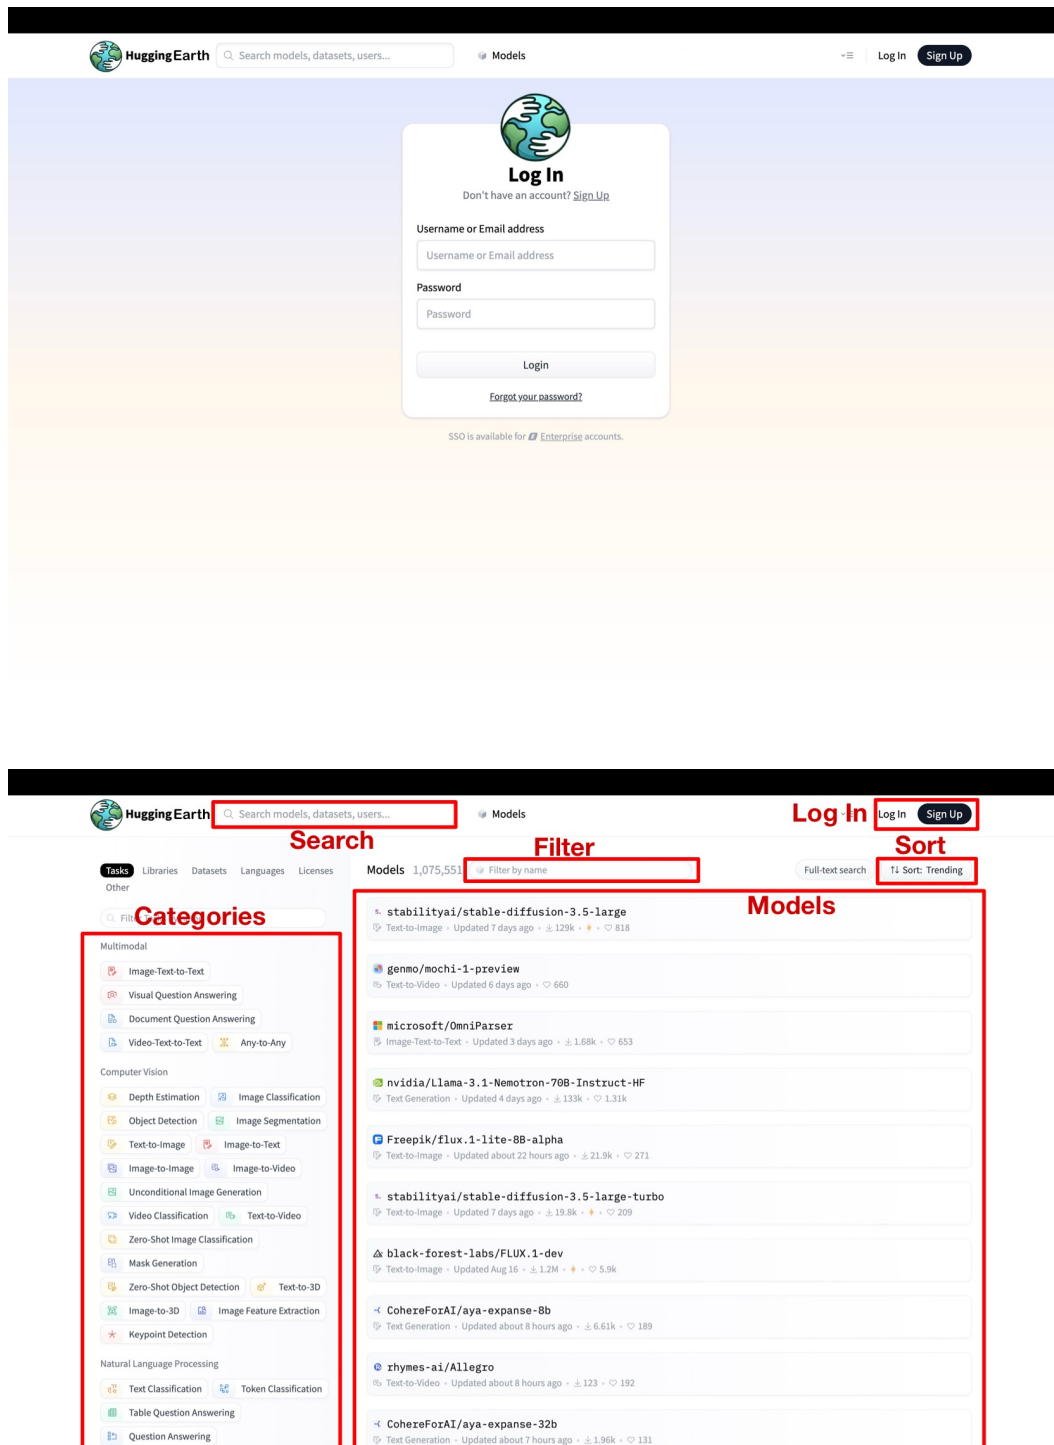 HuggingEarth
Search models, datasets, users...
Models
Log In
Sign Up
Log In
Don't have an account? Sign Up
Username or Email address
Username or Email address
Password
Password
Login
Forgot your password?
SSO is available for Enterprise accounts.
HuggingEarth
Search models, datasets, users...
Models
Log In
Log In
Sign Up
Search
Filter
Sort
Tasks Libraries Datasets Languages Licenses
Other
Models 1,075,551
Filter by name
Full-text search
Sort: Trending
Categories
Models
Multimodal
Image-Text-to-Text
Visual Question Answering
Document Question Answering
Video-Text-to-Text Any-to-Any
Computer Vision
Depth Estimation Image Classification
Object Detection Image Segmentation
Text-to-Image Image-to-Text
Image-to-Image Image-to-Video
Unconditional Image Generation
Video Classification Text-to-Video
Zero-Shot Image Classification
Mask Generation
Zero-Shot Object Detection Text-to-3D
Image-to-3D Image Feature Extraction
Keypoint Detection
Natural Language Processing
Text Classification Token Classification
Table Question Answering
Question Answering
stabilityai/stable-diffusion-3.5-large
Text-to-Image • Updated 7 days ago • 129k • • 818
genmo/mochi-1-preview
Text-to-Video • Updated 6 days ago • 660
microsoft/OmniParser
Image-Text-to-Text • Updated 3 days ago • 1.68k • 653
nvidia/Llama-3.1-Nemotron-70B-Instruct-HF
Text Generation • Updated 4 days ago • 133k • 1.31k
Freepik/flux.1-lite-8B-alpha
Text-to-Image • Updated about 22 hours ago • 21.9k • 271
stabilityai/stable-diffusion-3.5-large-turbo
Text-to-Image • Updated 7 days ago • 19.8k • • 209
black-forest-labs/FLUX.1-dev
Text-to-Image • Updated Aug 16 • 1.2M • • 5.9k
CohereForAI/aya-expanse-8b
Text Generation • Updated about 8 hours ago • 6.61k • 189
rhymes-ai/Allegro
Text-to-Video • Updated about 8 hours ago • 123 • 192
CohereForAI/aya-expanse-32b
Text Generation • Updated about 7 hours ago • 1.96k • 131